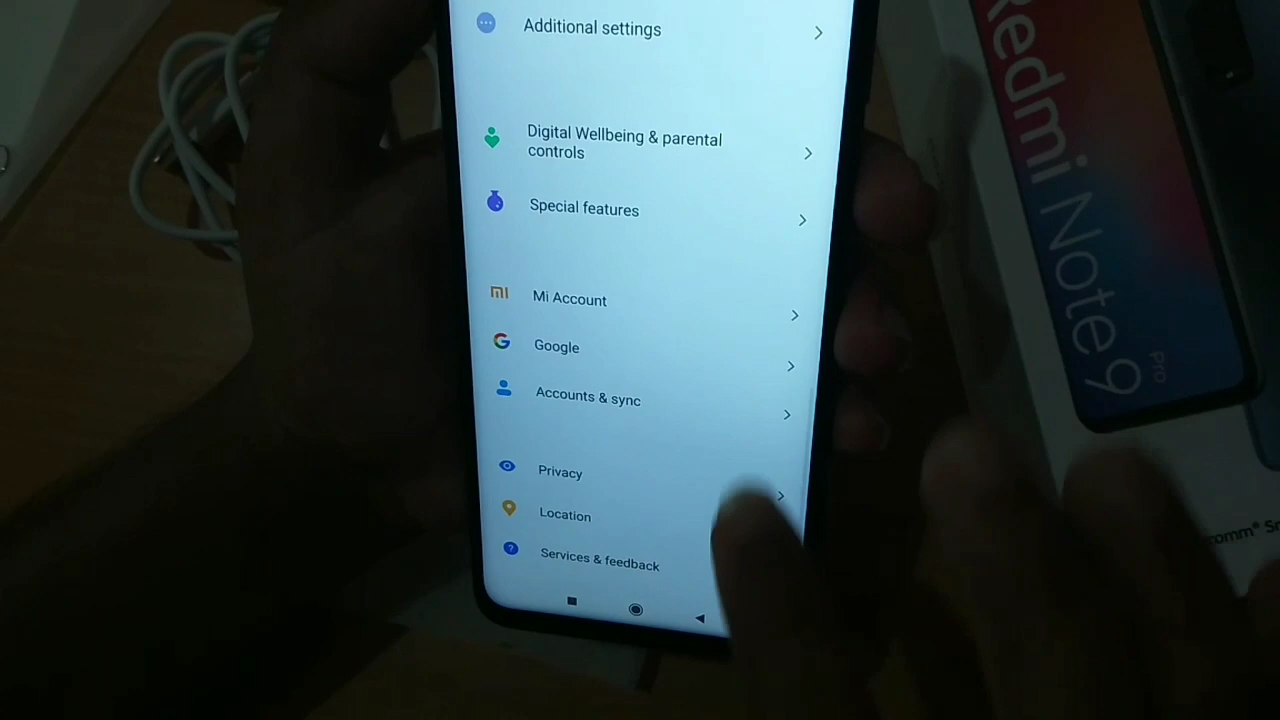 Additional settings
Digital Wellbeing & parental
controls
Special features
Mi Account
Google
Accounts & sync
Privacy
Location
Services & feedback
Redmi Note 9
Pro